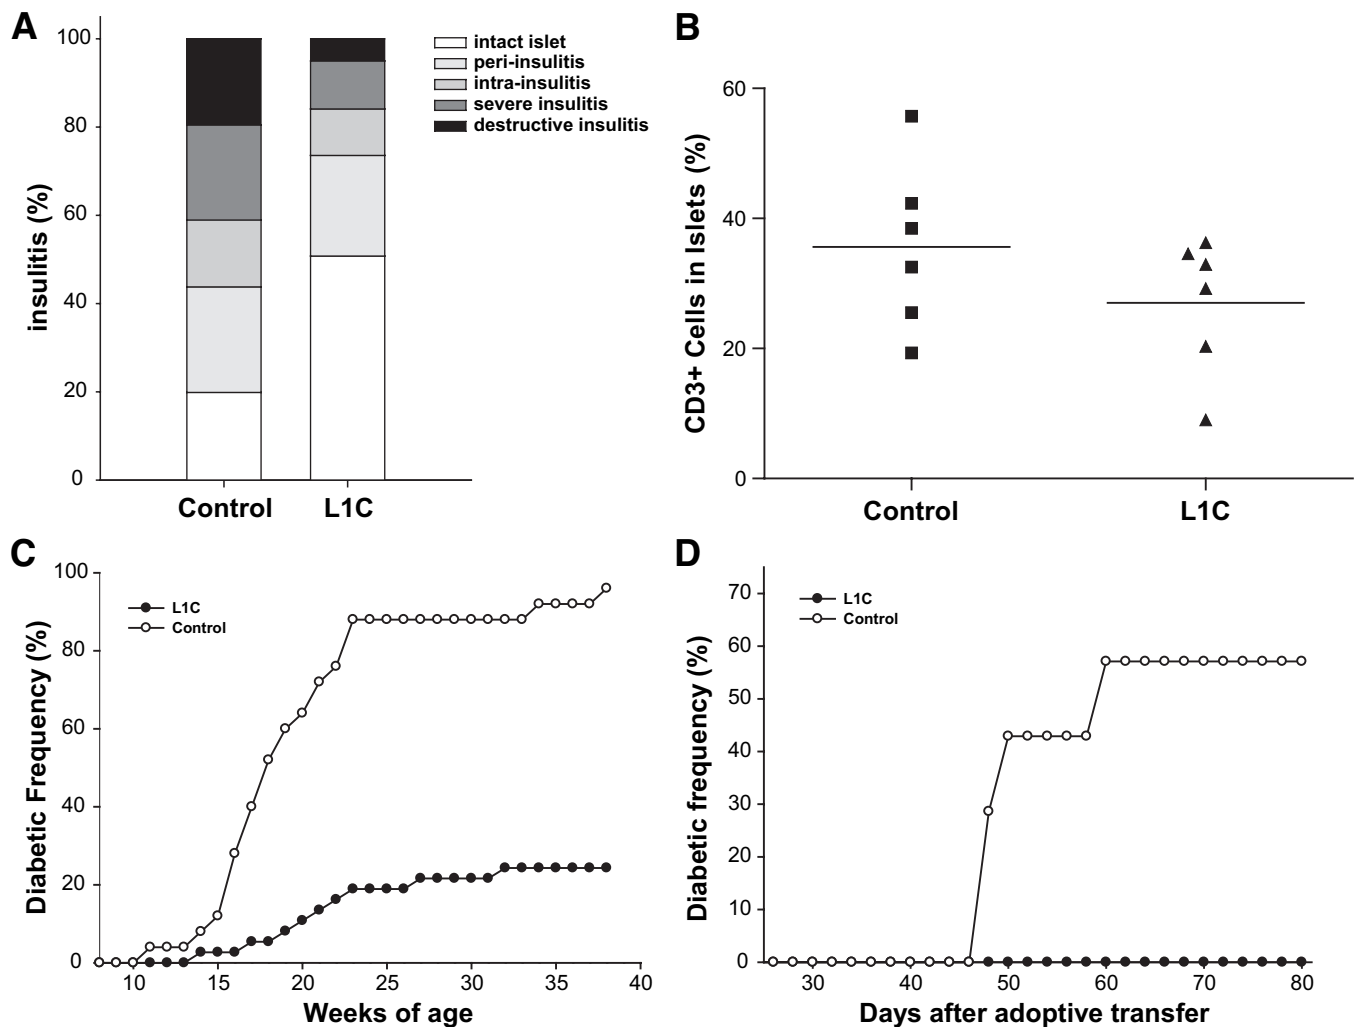 A
100
80
60
40
20
0
insulitis (%)
Control L1C
intact islet
peri-insulitis
intra-insulitis
severe insulitis
destructive insulitis
B
60
40
20
0
CD3+ Cells in Islets (%)
Control L1C
C
100
80
60
40
20
0
Diabetic Frequency (%)
L1C
Control
10 15 20 25 30 35 40
Weeks of age
D
70
60
50
40
30
20
10
0
Diabetic frequency (%)
L1C
Control
30 40 50 60 70 80
Days after adoptive transfer